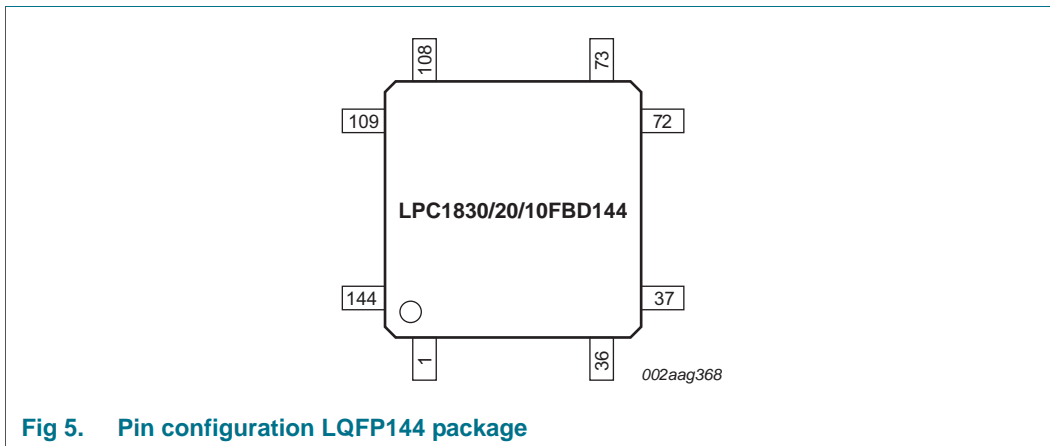 108
73
109
72
LPC1830/20/10FBD144
144
37
1
36
002aag368
Fig 5. Pin configuration LQFP144 package